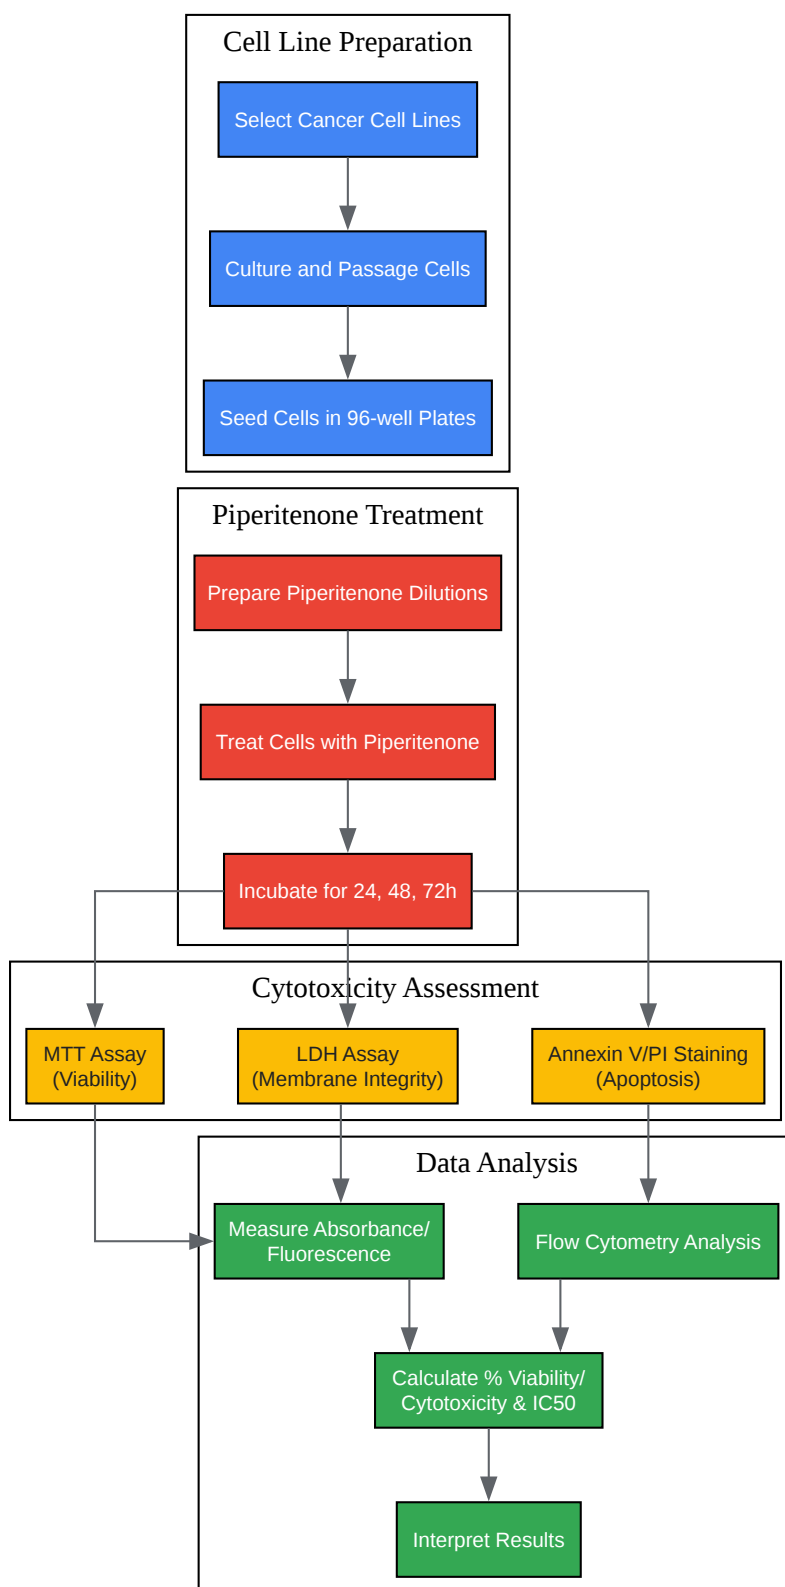 Cell Line Preparation
Select Cancer Cell Lines
Culture and Passage Cells
Seed Cells in 96-well Plates
Piperitenone Treatment
Prepare Piperitenone Dilutions
Treat Cells with Piperitenone
Incubate for 24, 48, 72h
Cytotoxicity Assessment
MTT Assay
(Viability)
LDH Assay
(Membrane Integrity)
Annexin V/PI Staining
(Apoptosis)
Data Analysis
Measure Absorbance/
Fluorescence
Flow Cytometry Analysis
Calculate % Viability/
Cytotoxicity & IC50
Interpret Results